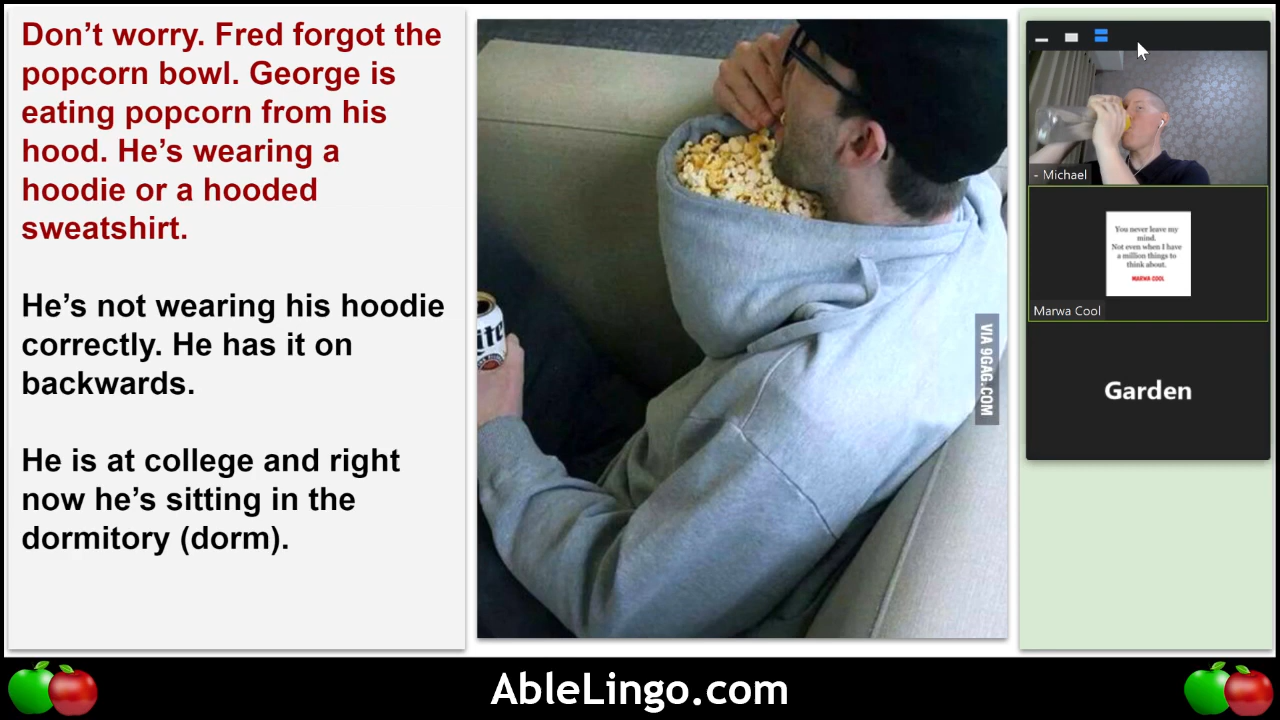 Don’t worry. Fred forgot the
popcorn bowl. George is
eating popcorn from his
hood. He’s wearing a
hoodie or a hooded
sweatshirt.
He’s not wearing his hoodie
correctly. He has it on
backwards.
He is at college and right
now he’s sitting in the
dormitory (dorm).
ite
VIA 9GAG.COM
- Michael
You never leave my
mind.
Not even when I have
a million things to
think about.
MARWA COOL
Marwa Cool
Garden
AbleLingo.com